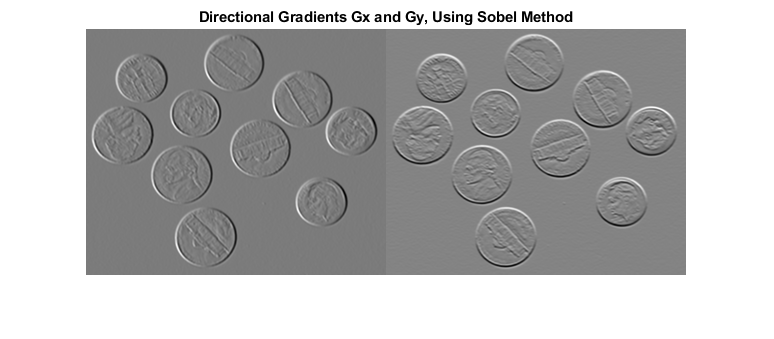 Directional Gradients Gx and Gy, Using Sobel Method